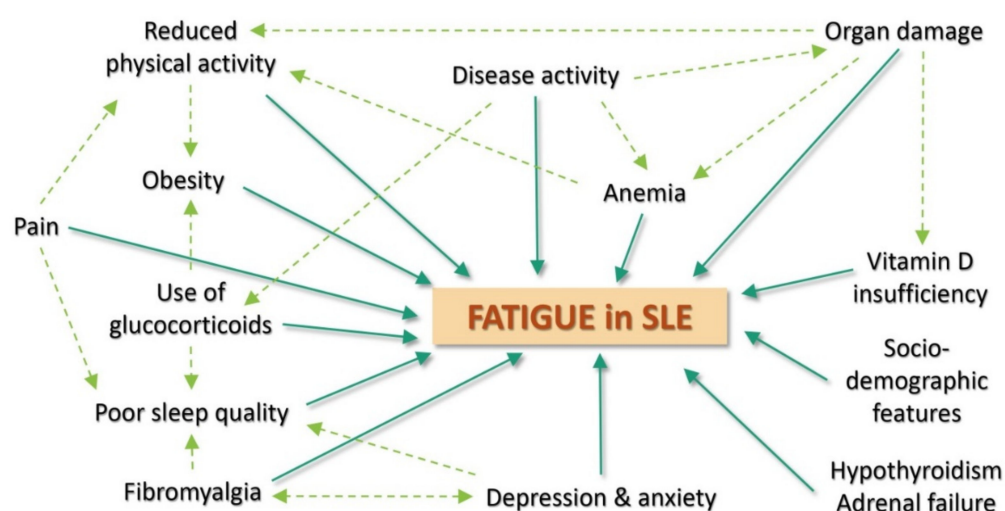 Reduced
physical activity
Organ damage
Disease activity
Obesity
Anemia
Pain
Vitamin D
insufficiency
Use of
glucocorticoids
FATIGUE in SLE
Socio-
demographic
features
Poor sleep quality
Fibromyalgia
Depression & anxiety
Hypothyroidism
Adrenal failure